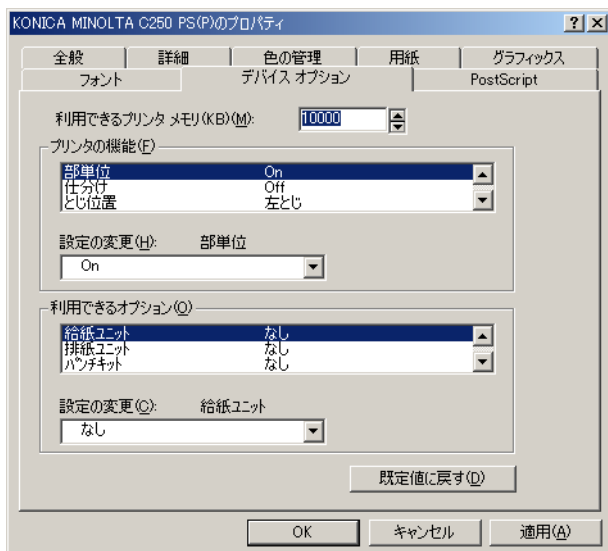 KONICA MINOLTA C250 PS(P)のプロパティ
全般 詳細 色の管理 用紙 グラフィックス
フォント デバイス オプション PostScript
利用できるプリンタ メモリ(KB)(M): 10000
プリンタの機能(F)
部単位 On
仕分け Off
とじ位置 左とじ
設定の変更(H): 部単位
On
利用できるオプション(O)
給紙ユニット なし
排紙ユニット なし
パンチキット なし
設定の変更(C): 給紙ユニット
なし
既定値に戻す(D)
OK キャンセル 適用(A)